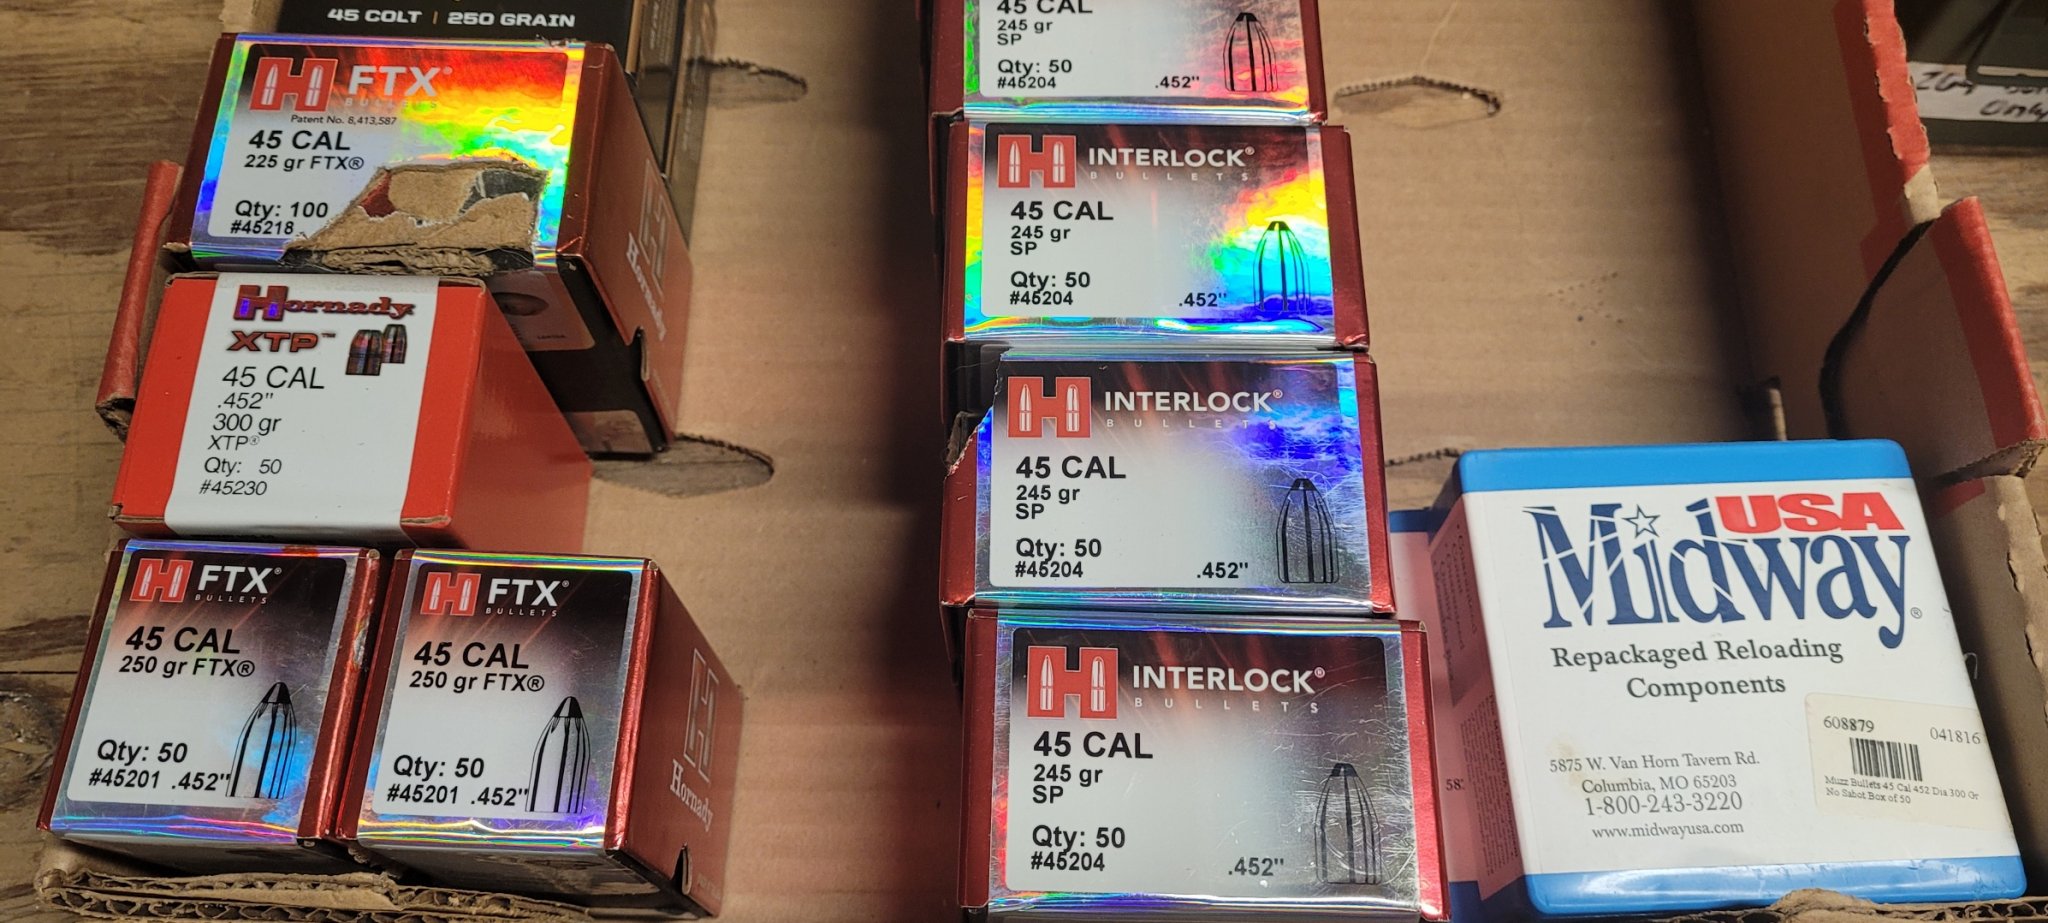 45 COLT | 250 GRAIN
H FTX®
BULLETS
Patent No. 8,413,587
45 CAL
225 gr FTX®
Qty: 100
#45218
Hornady
Hornady
XTP™
45 CAL
.452"
300 gr
XTP®
Qty: 50
#45230
H FTX®
BULLETS
45 CAL
250 gr FTX®
Qty: 50
#45201 .452"
H FTX®
BULLETS
45 CAL
250 gr FTX®
Qty: 50
#45201 .452"
Hornady
45 CAL
245 gr
SP
Qty: 50
#45204 .452"
H INTERLOCK®
BULLETS
45 CAL
245 gr
SP
Qty: 50
#45204 .452"
H INTERLOCK®
BULLETS
45 CAL
245 gr
SP
Qty: 50
#45204 .452"
H INTERLOCK®
BULLETS
45 CAL
245 gr
SP
Qty: 50
#45204 .452"
MidwayUSA®
Repackaged Reloading
Components
5875 W. Van Horn Tavern Rd.
Columbia, MO 65203
1-800-243-3220
www.midwayusa.com
608879 041816
Muzz Bullets 45 Cal 452 Dia 300 Gr
No Sabot Box of 50
Only